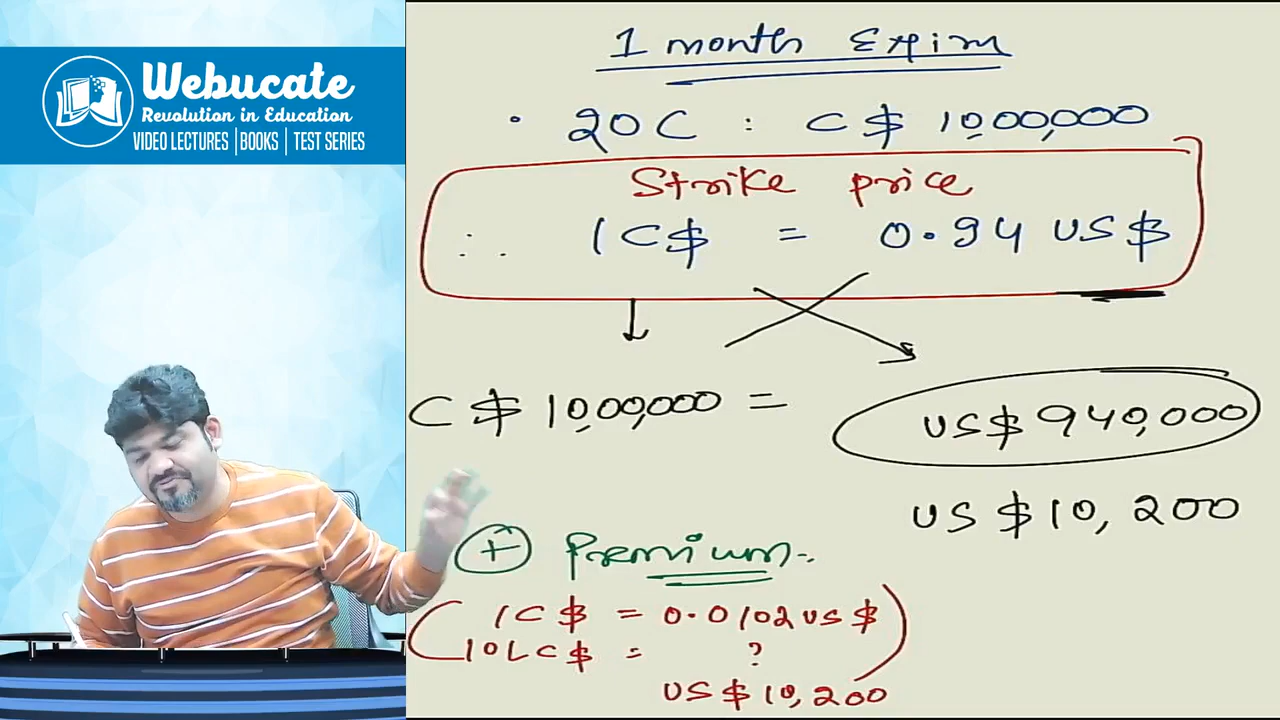 Webucate
Revolution in Education
VIDEO LECTURES | BOOKS | TEST SERIES
1 month Expiry
• 20C : C$ 10,00,000
Strike price
∴ 1C$ = 0.94 US$
C$ 10,00,000 =
US$ 940,000
US$ 10, 200
+ Premium:-
( 1C$ = 0.0102 US$ )
10L C$ = ?
US$ 10,200